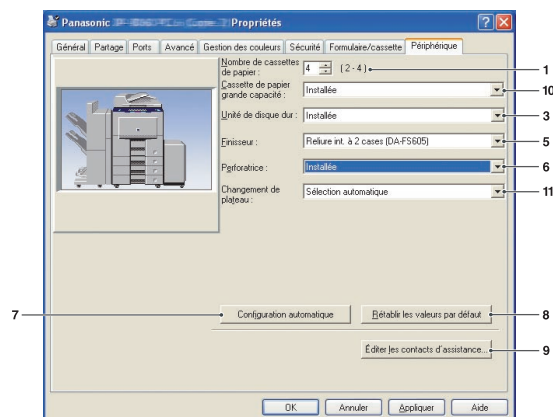 Panasonic Propriétés
Général Partage Ports Avancé Gestion des couleurs Sécurité Formulaire/cassette Périphérique
Nombre de cassettes de papier : 4 (2 - 4) 1
Cassette de papier grande capacité : Installée 10
Unité de disque dur : Installée 3
Finisseur : Reliure int. à 2 cases (DA-FS605) 5
Perforatrice : Installée 6
Changement de plateau : Sélection automatique 11
7 Configuration automatique Rétablir les valeurs par défaut 8
Éditer les contacts d'assistance... 9
OK Annuler Appliquer Aide